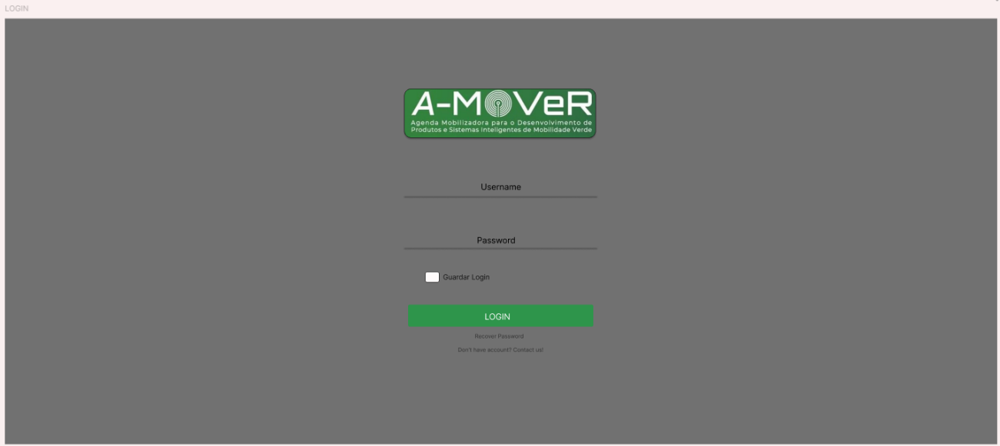 LOGIN
A-MOVeR
Agenda Mobilizadora para o Desenvolvimento de
Produtos e Sistemas Inteligentes de Mobilidade Verde
Username
Password
Guardar Login
LOGIN
Recover Password
Don't have account? Contact us!